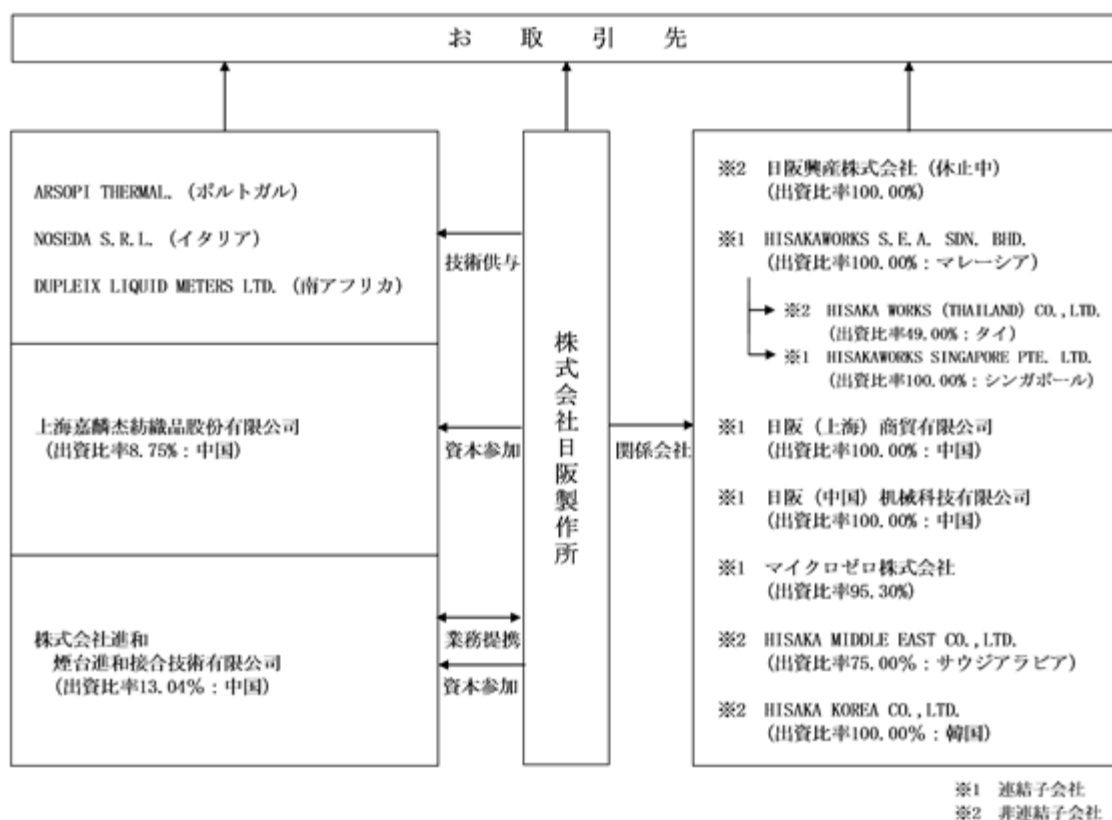 お取引先
ARSOPI THERMAL. (ポルトガル)
NOSEDA S.R.L. (イタリア)
DUPLEIX LIQUID METERS LTD. (南アフリカ)
技術供与
上海嘉麟杰紡織品股份有限公司
(出資比率8.75%:中国)
資本参加
株式会社進和
煙台進和接合技術有限公司
(出資比率13.04%:中国)
業務提携
資本参加
株式会社日阪製作所
関係会社
※2 日阪興産株式会社 (休止中)
(出資比率100.00%)
※1 HISAKAWORKS S.E.A. SDN. BHD.
(出資比率100.00%:マレーシア)
※2 HISAKA WORKS (THAILAND) CO.,LTD.
(出資比率49.00%:タイ)
※1 HISAKAWORKS SINGAPORE PTE. LTD.
(出資比率100.00%:シンガポール)
※1 日阪 (上海) 商貿有限公司
(出資比率100.00%:中国)
※1 日阪 (中国) 机械科技有限公司
(出資比率100.00%:中国)
※1 マイクロゼロ株式会社
(出資比率95.30%)
※2 HISAKA MIDDLE EAST CO.,LTD.
(出資比率75.00%:サウジアラビア)
※2 HISAKA KOREA CO.,LTD.
(出資比率100.00%:韓国)
※1 連結子会社
※2 非連結子会社